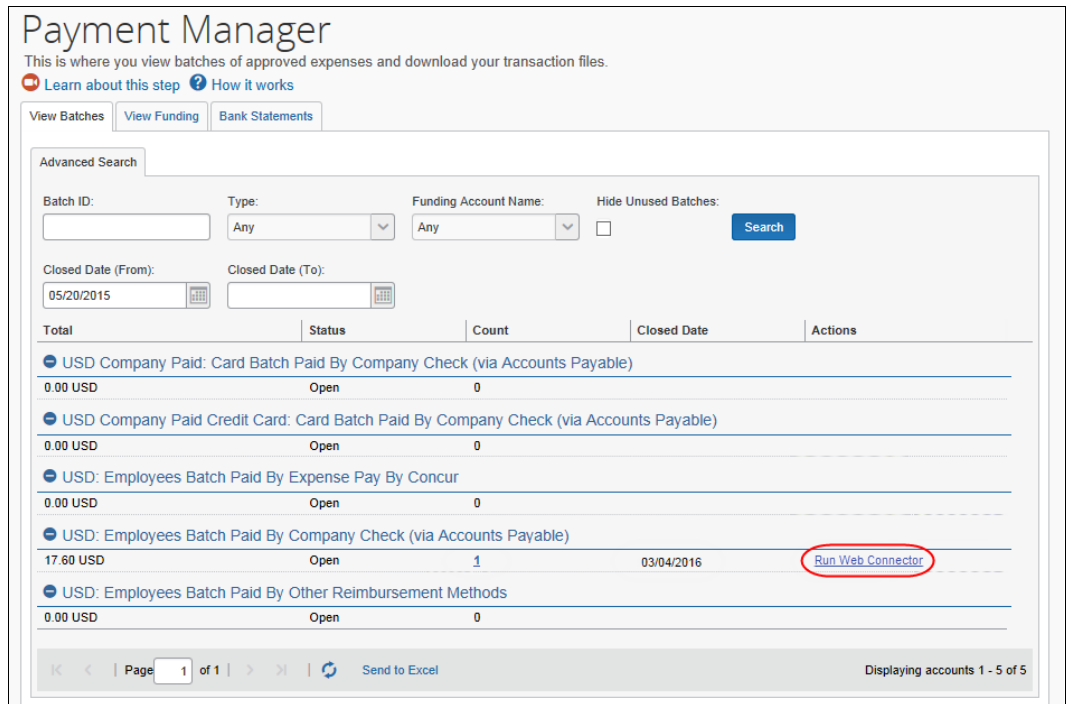 Payment Manager
This is where you view batches of approved expenses and download your transaction files.
Learn about this step ? How it works
View Batches View Funding Bank Statements
Advanced Search
Batch ID: Type: Funding Account Name: Hide Unused Batches:
Any Any Search
Closed Date (From): Closed Date (To):
05/20/2015
Total Status Count Closed Date Actions
USD Company Paid: Card Batch Paid By Company Check (via Accounts Payable)
0.00 USD Open 0
USD Company Paid Credit Card: Card Batch Paid By Company Check (via Accounts Payable)
0.00 USD Open 0
USD: Employees Batch Paid By Expense Pay By Concur
0.00 USD Open 0
USD: Employees Batch Paid By Company Check (via Accounts Payable)
17.60 USD Open 1 03/04/2016 Run Web Connector
USD: Employees Batch Paid By Other Reimbursement Methods
0.00 USD Open 0
Page 1 of 1 Send to Excel Displaying accounts 1 - 5 of 5